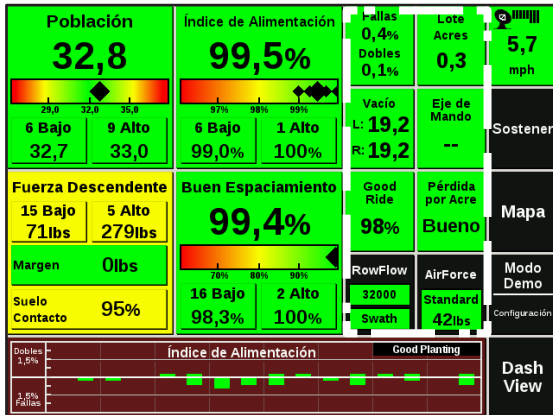 Población
32,8
29,0 32,0 35,0
6 Bajo 9 Alto
32,7 33,0
Índice de Alimentación
99,5%
97% 98% 99%
6 Bajo 1 Alto
99,0% 100%
Fallas
0,4%
Dobles
0,1%
Lote
Acres
0,3
5,7
mph
Vacío
L: 19,2
R: 19,2
Eje de
Mando
--
Sostener
Fuerza Descendente
15 Bajo 5 Alto
71lbs 279lbs
Margen 0lbs
Suelo
Contacto 95%
Buen Espaciamiento
99,4%
70% 80% 90%
16 Bajo 2 Alto
98,3% 100%
Good
Ride
98%
Pérdida
por Acre
Bueno
Mapa
RowFlow
32000
Swath
AirForce
Standard
42lbs
Modo
Demo
Configuración
Dobles
1,5%
Índice de Alimentación
Good Planting
1,5%
Fallas
Dash
View